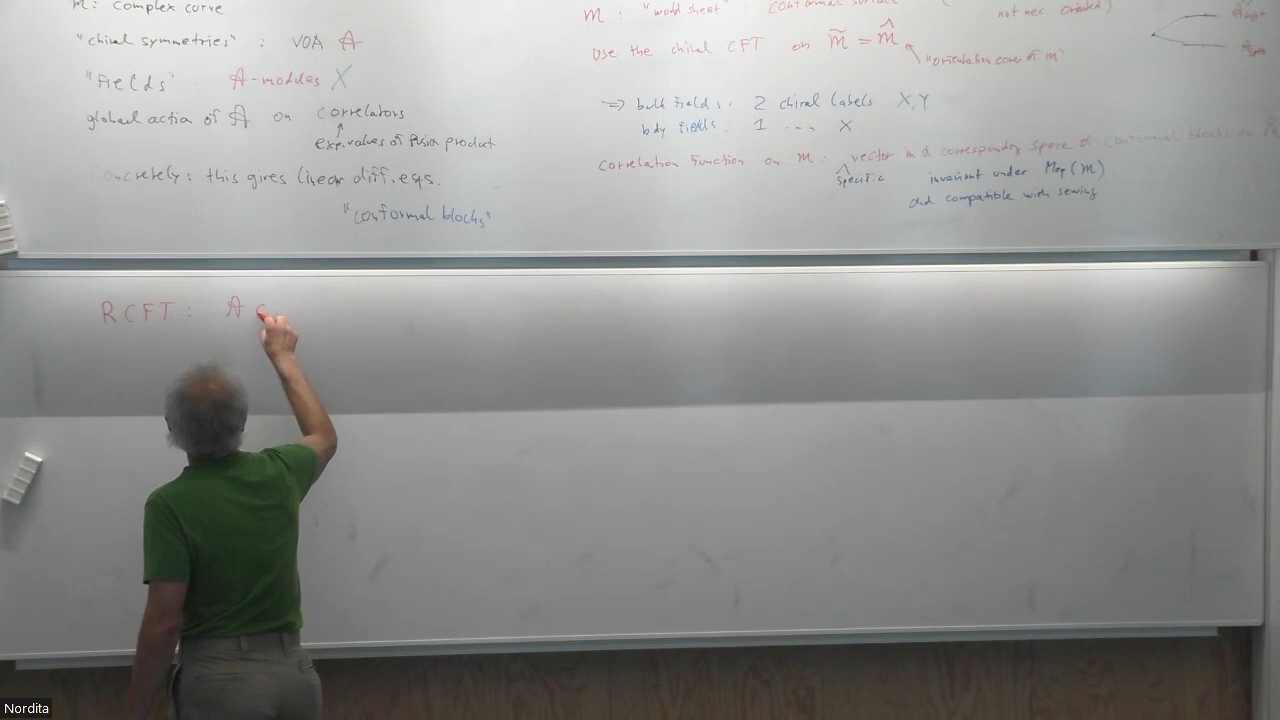 M: complex curve
"chiral symmetries" : VOA A
"Fields" : A-modules X
global action of A on correlators
↑
exp. values of fusion product
oncretely: this gives linear diff. eqs.
"conformal blocks"
M : "world sheet" : conformal surface (
not nec. oriented)
Use the chiral CFT on M̃ = M̂
"orientation cover of M"
⇒ bulk fields: 2 chiral labels X,Y
bdy fields: 1 ... X
correlation function on M: vector in a corresponding space of conformal blocks on
specific invariant under Map(M)
and compatible with sewing
RCFT: A
Nordita